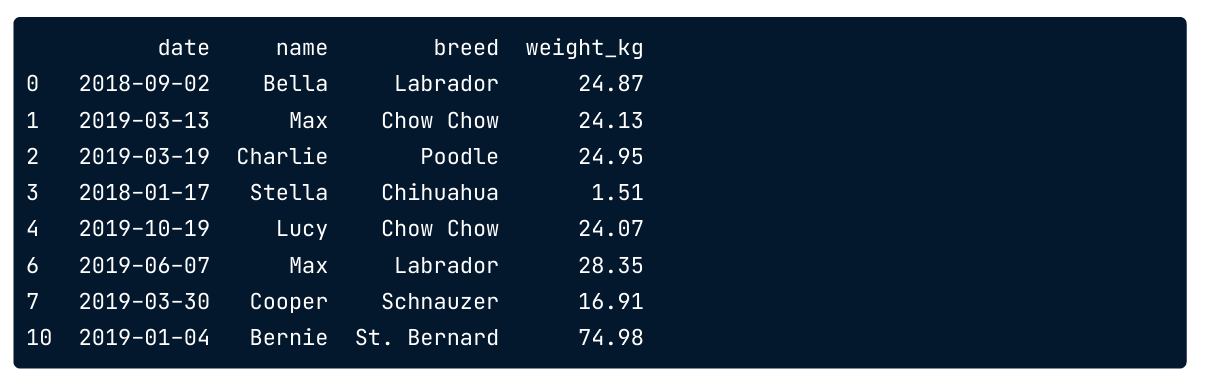 date name breed weight_kg
0 2018-09-02 Bella Labrador 24.87
1 2019-03-13 Max Chow Chow 24.13
2 2019-03-19 Charlie Poodle 24.95
3 2018-01-17 Stella Chihuahua 1.51
4 2019-10-19 Lucy Chow Chow 24.07
6 2019-06-07 Max Labrador 28.35
7 2019-03-30 Cooper Schnauzer 16.91
10 2019-01-04 Bernie St. Bernard 74.98